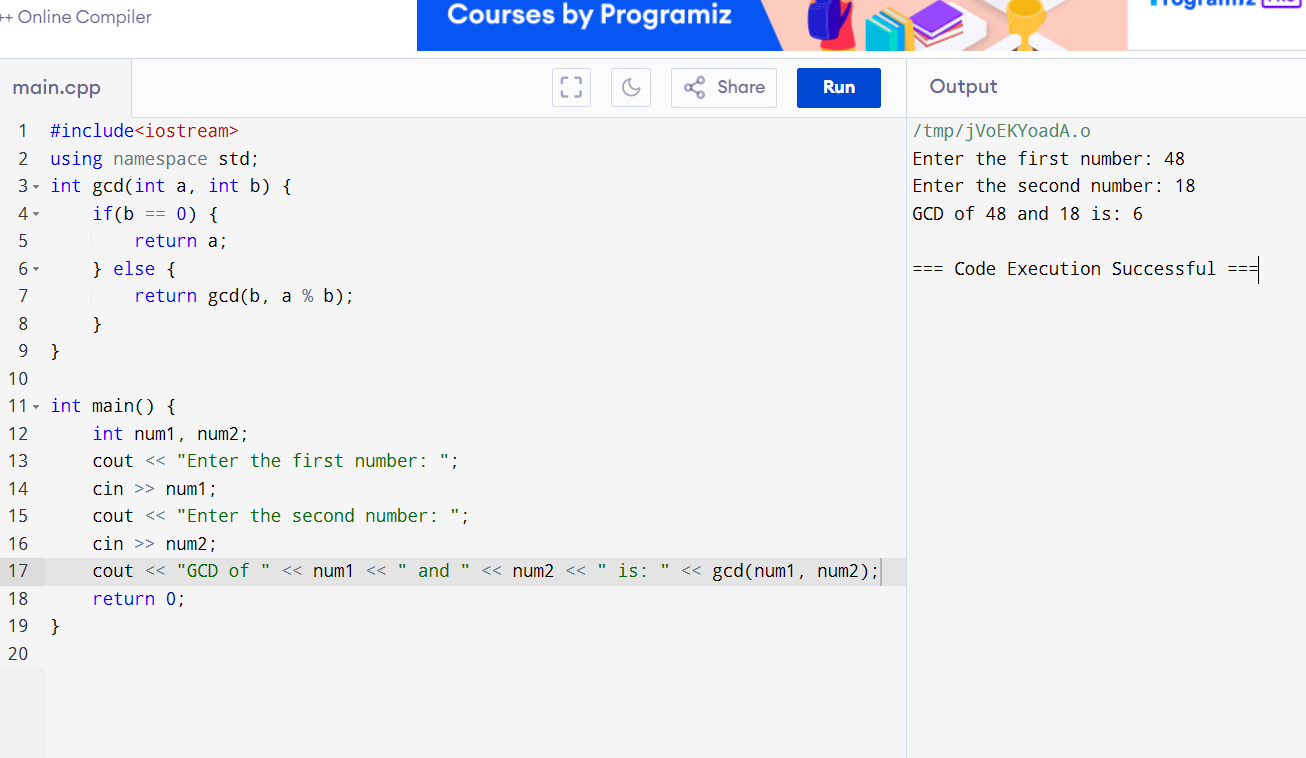 ++ Online Compiler
Courses by Programiz
Programiz PRO
main.cpp
Share
Run
Output
1 #include<iostream>
2 using namespace std;
3 int gcd(int a, int b) {
4     if(b == 0) {
5         return a;
6     } else {
7         return gcd(b, a % b);
8     }
9 }
10
11 int main() {
12     int num1, num2;
13     cout << "Enter the first number: ";
14     cin >> num1;
15     cout << "Enter the second number: ";
16     cin >> num2;
17     cout << "GCD of " << num1 << " and " << num2 << " is: " << gcd(num1, num2);
18     return 0;
19 }
20
/tmp/jVoEKYoadA.o
Enter the first number: 48
Enter the second number: 18
GCD of 48 and 18 is: 6
=== Code Execution Successful ===